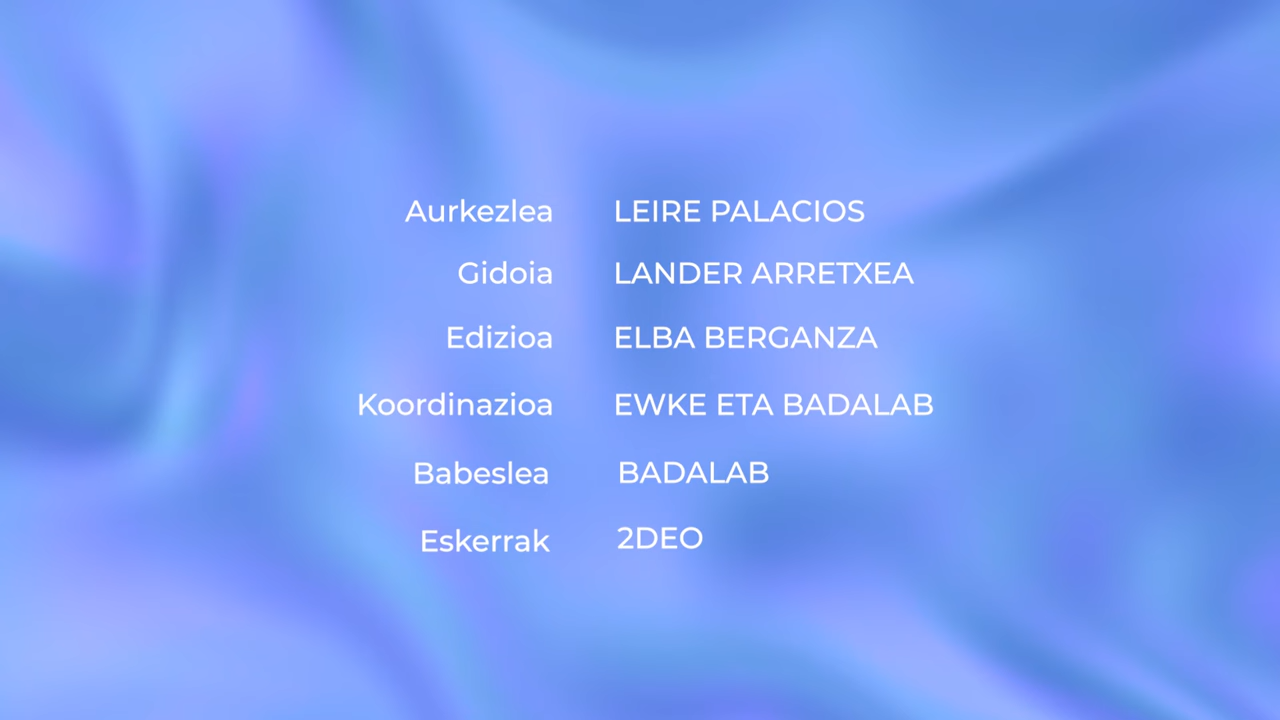 Aurkezlea LEIRE PALACIOS
Gidoia LANDER ARRETXEA
Edizioa ELBA BERGANZA
Koordinazioa EWKE ETA BADALAB
Babeslea BADALAB
Eskerrak 2DEO